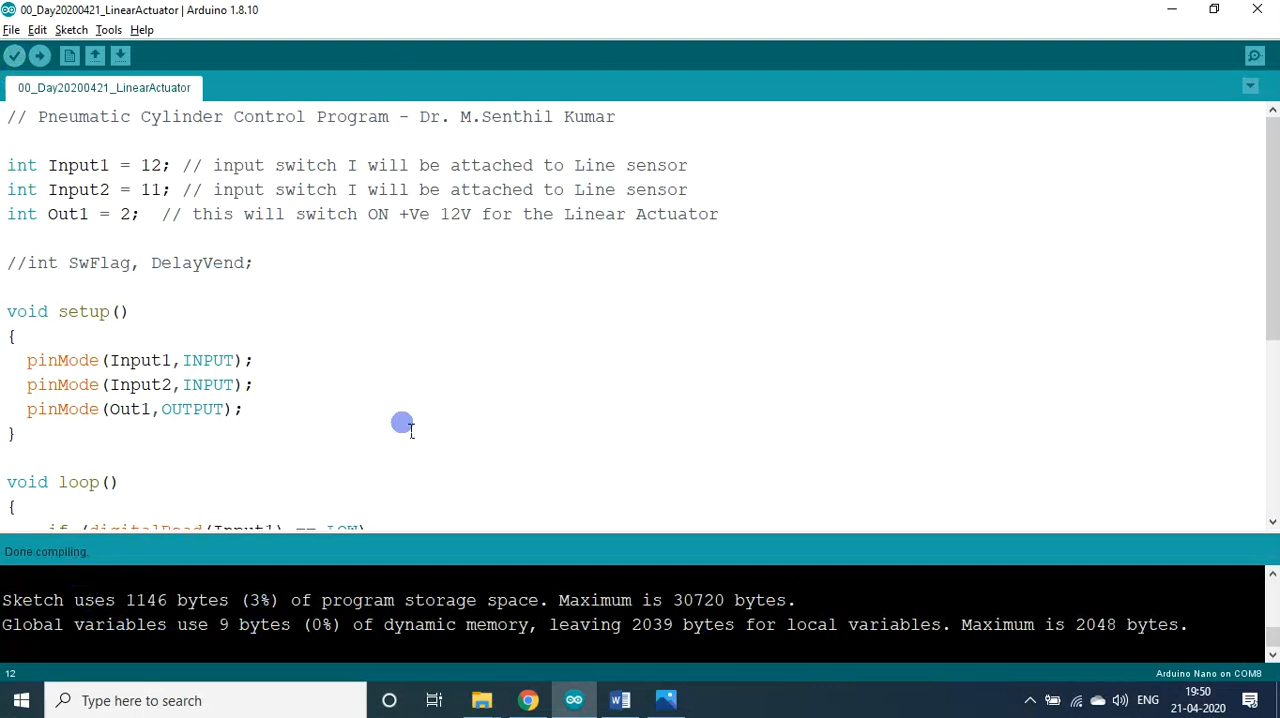 00_Day20200421_LinearActuator | Arduino 1.8.10
File Edit Sketch Tools Help
00_Day20200421_LinearActuator
// Pneumatic Cylinder Control Program - Dr. M.Senthil Kumar
int Input1 = 12; // input switch I will be attached to Line sensor
int Input2 = 11; // input switch I will be attached to Line sensor
int Out1 = 2;  // this will switch ON +Ve 12V for the Linear Actuator
//int SwFlag, DelayVend;
void setup()
{
  pinMode(Input1,INPUT);
  pinMode(Input2,INPUT);
  pinMode(Out1,OUTPUT);
}
void loop()
{
    if (digitalRead(Input1) == LOW)
Done compiling.
Sketch uses 1146 bytes (3%) of program storage space. Maximum is 30720 bytes.
Global variables use 9 bytes (0%) of dynamic memory, leaving 2039 bytes for local variables. Maximum is 2048 bytes.
12 Arduino Nano on COM8
Type here to search
ENG
19:50
21-04-2020